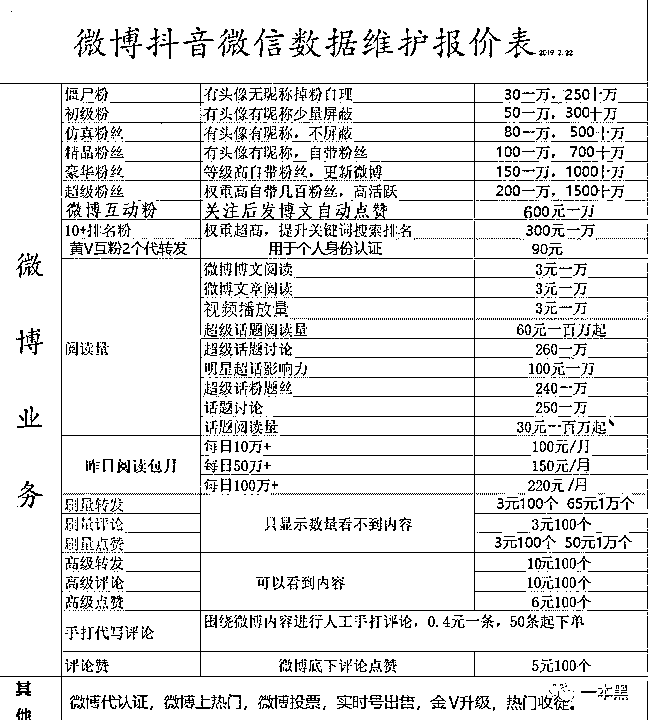 微博抖音微信数据维护报价表 2019.2.22
微博业务
僵尸粉 有头像无昵称掉粉自理 30一万，250十万
初级粉 有头像有昵称少量屏蔽 50一万，300十万
仿真粉丝 有头像有昵称，不屏蔽 80一万，500十万
精品粉丝 有头像有昵称，自带粉丝 100一万，700十万
豪华粉丝 等级高自带粉丝，更新微博 150一万，1000十万
超级粉丝 权重高自带几百粉丝，高活跃 200一万，1500十万
微博互动粉 关注后发博文自动点赞 600元一万
10+排名粉 权重超高，提升关键词搜索排名 300元一万
黄V互粉2个代转发 用于个人身份认证 90元
阅读量
微博博文阅读 3元一万
微博文章阅读 3元一万
视频播放量 3元一万
超级话题阅读量 60元一百万起
超级话题讨论 260一万
明星超话影响力 100元一万
超级话粉题丝 240一万
话题讨论 250一万
话题阅读量 30元一百万起
昨日阅读包月
每日10万+ 100元/月
每日50万+ 150元/月
每日100万+ 220元/月
刷量转发 3元100个 65元1万个
刷量评论 只显示数量看不到内容 3元100个
刷量点赞 3元100个 50元1万个
高级转发 10元100个
高级评论 可以看到内容 10元100个
高级点赞 6元100个
手打代写评论 围绕微博内容进行人工手打评论，0.4元一条，50条起下单
评论赞 微博底下评论点赞 5元100个
其他 微博代认证，微博上热门，微博投票，实时号出售，金V升级，热门收徒。
一本黑